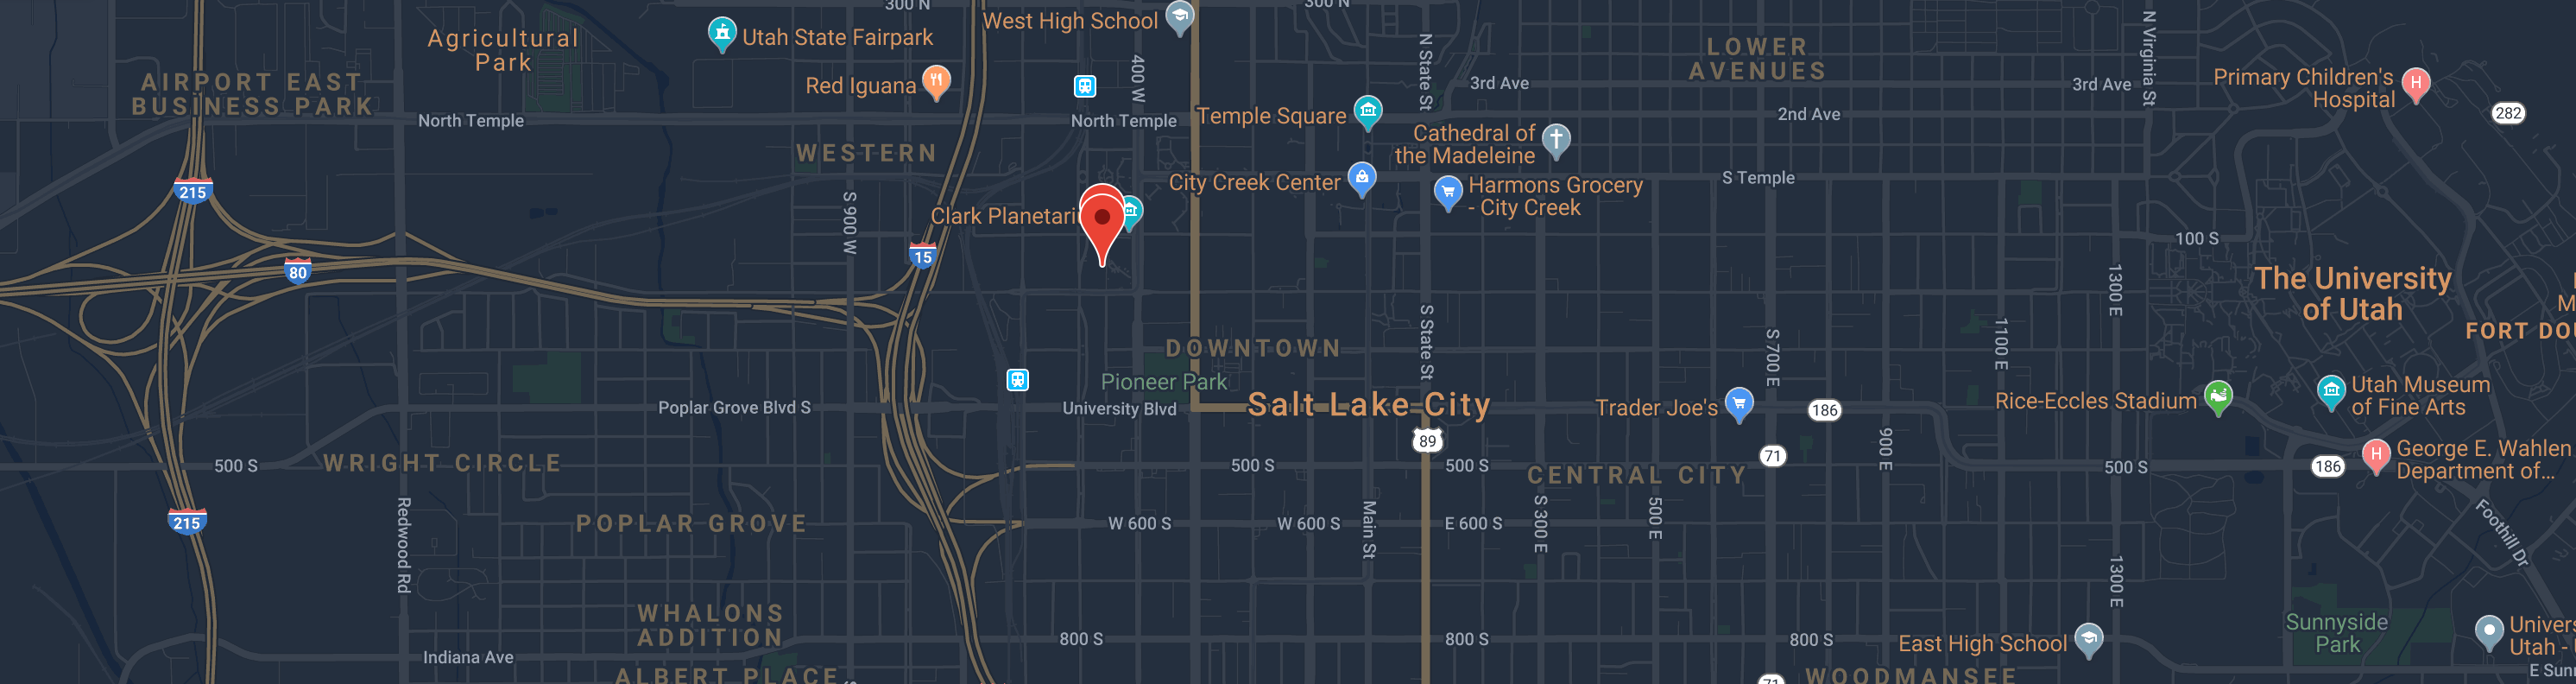 300 N
300 N
West High School
Agricultural
Park
Utah State Fairpark
N State St
N Virginia St
LOWER
AVENUES
AIRPORT EAST
BUSINESS PARK
Red Iguana
400 W
3rd Ave
3rd Ave
Primary Children's
Hospital
282
North Temple
North Temple
Temple Square
2nd Ave
Cathedral of
the Madeleine
WESTERN
215
City Creek Center
Harmons Grocery
- City Creek
S Temple
S 900 W
Clark Planetari
100 S
15
80
1300 E
The University
of Utah
S State St
S 700 E
1100 E
FORT DOU
DOWNTOWN
Pioneer Park
Poplar Grove Blvd S
University Blvd
Salt Lake City
Trader Joe's
186
Rice-Eccles Stadium
Utah Museum
of Fine Arts
89
71
900 E
500 S
WRIGHT CIRCLE
500 S
500 S
CENTRAL CITY
500 S
186
George E. Wahlen
Department of...
Redwood Rd
215
POPLAR GROVE
W 600 S
W 600 S
Main St
E 600 S
S 300 E
500 E
Foothill Dr
1300 E
WHALONS
ADDITION
Indiana Ave
800 S
800 S
800 S
East High School
Sunnyside
Park
Univers
Utah -
E Sun
ALBERT PLACE
71
WOODMANSEE